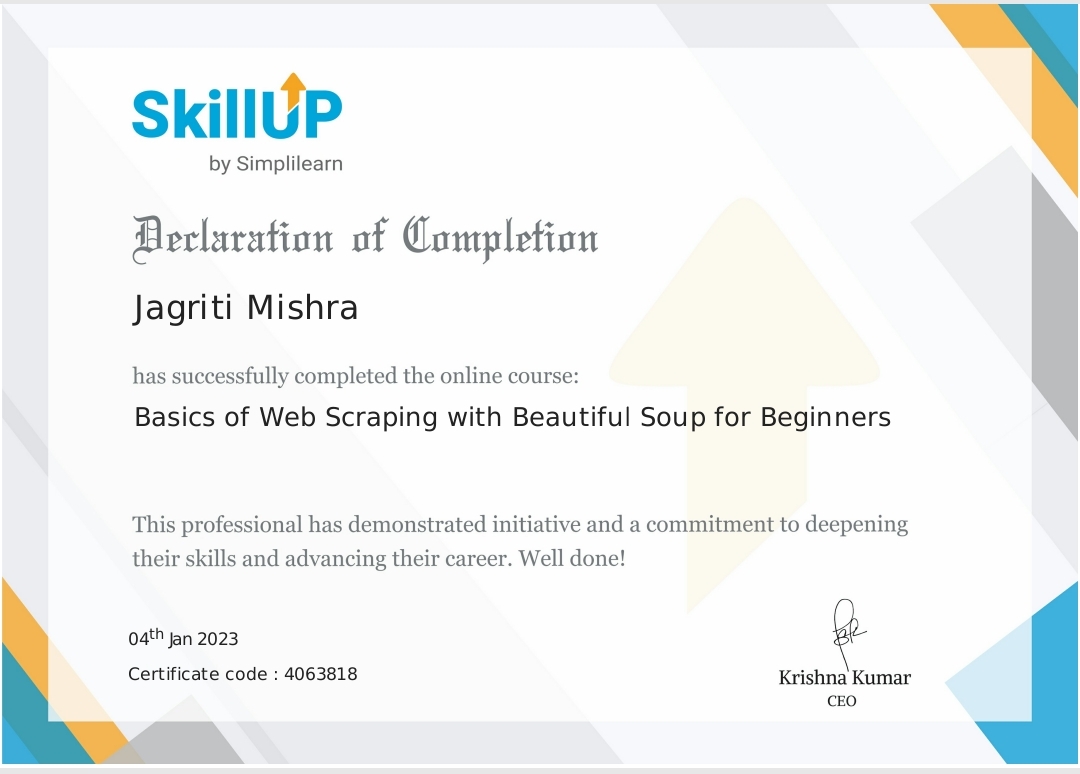 SkillUP
by Simplilearn
Declaration of Completion
Jagriti Mishra
has successfully completed the online course:
Basics of Web Scraping with Beautiful Soup for Beginners
This professional has demonstrated initiative and a commitment to deepening
their skills and advancing their career. Well done!
04th Jan 2023
Certificate code : 4063818
Krishna Kumar
CEO